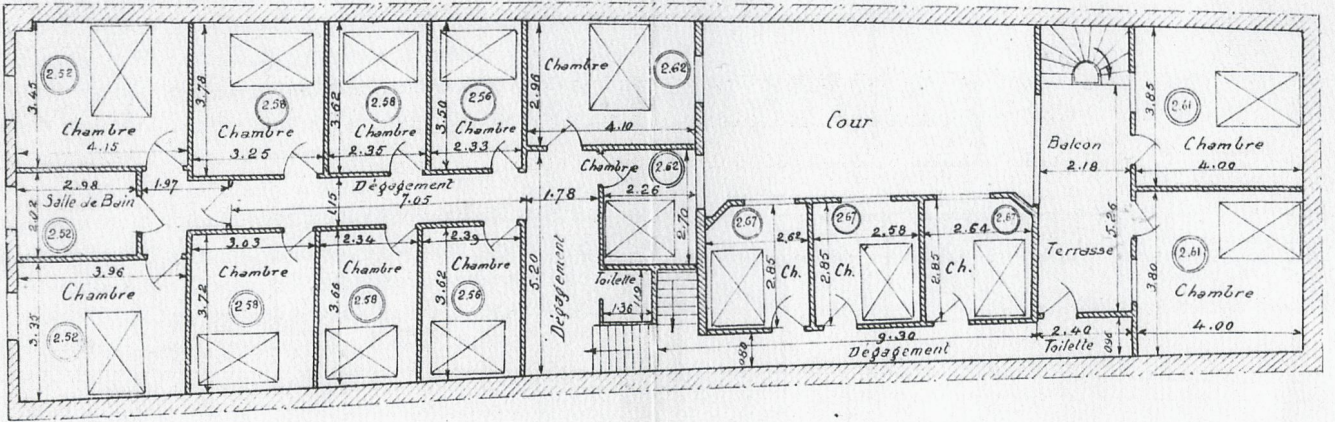 2.52
3.45
Chambre
4.15
3.78
2.58
Chambre
3.25
3.62
2.58
Chambre
2.35
3.50
2.56
Chambre
2.33
2.96
Chambre
2.62
4.10
Cour
Balcon
2.18
3.65
2.61
Chambre
4.00
2.98
Salle de Bain
2.02
2.52
1.97
Dégagement
7.05
1.15
1.78
Chambre
2.62
2.26
2.70
2.67
2.62
2.85
Ch.
2.67
2.58
2.85
Ch.
2.67
2.64
2.85
Ch.
5.26
Terrasse
2.61
3.80
Chambre
4.00
3.96
Chambre
3.35
2.52
3.03
Chambre
3.72
2.58
2.34
Chambre
3.66
2.58
2.39
Chambre
3.62
2.56
5.20
Dégagement
Toilette
1.36
1.19
080
9.30
Dégagement
2.40
Toilette
090